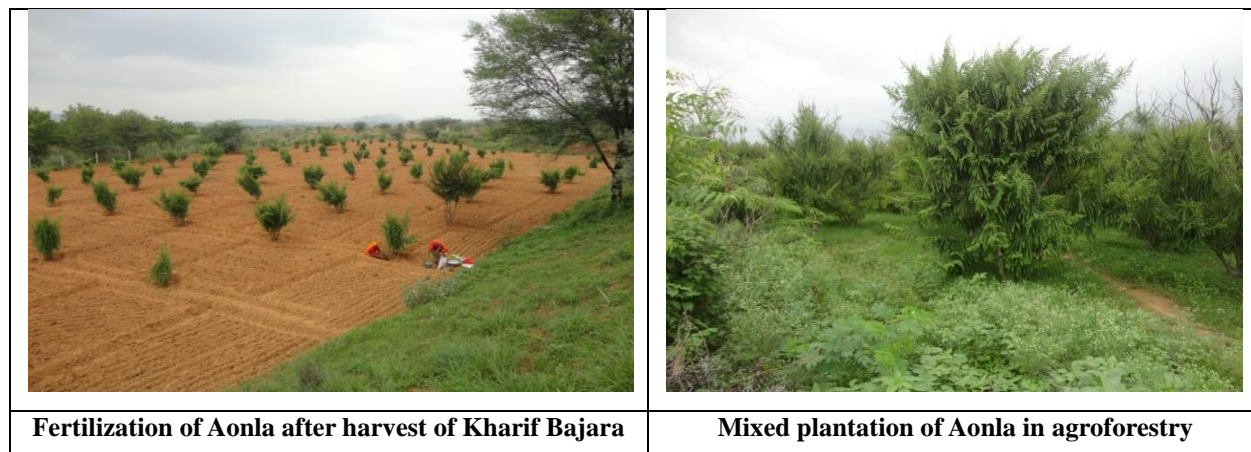 Fertilization of Aonla after harvest of Kharif Bajara
Mixed plantation of Aonla in agroforestry